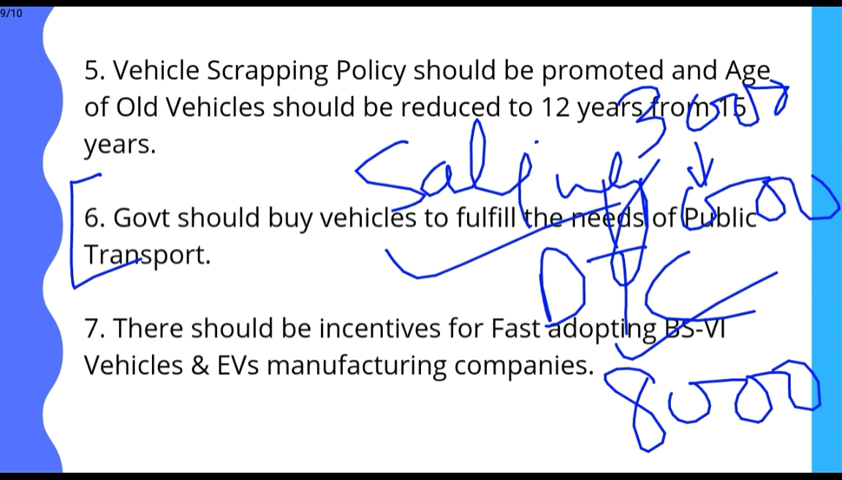 9/10
5. Vehicle Scrapping Policy should be promoted and Age
of Old Vehicles should be reduced to 12 years from 15
years.
3000
6. Govt should buy vehicles to fulfill the needs of Public
Transport.
DTC
7. There should be incentives for Fast adopting BS-VI
Vehicles & EVs manufacturing companies.
8000